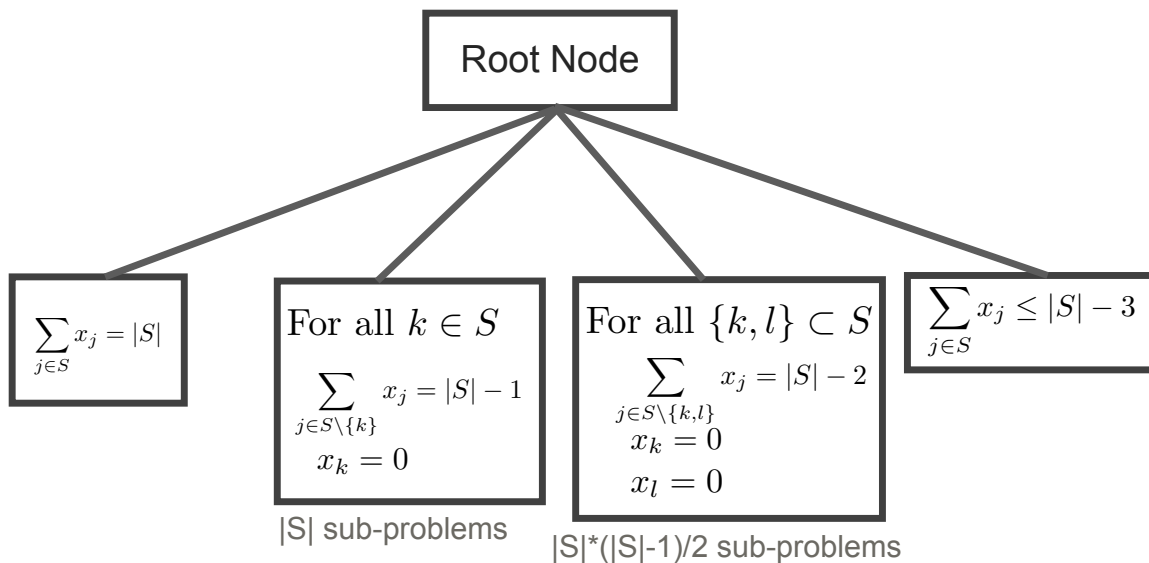 Root Node
∑_{j∈S} x_j = |S|
For all k ∈ S
∑_{j∈S\{k}} x_j = |S| − 1
x_k = 0
|S| sub-problems
For all {k, l} ⊂ S
∑_{j∈S\{k,l}} x_j = |S| − 2
x_k = 0
x_l = 0
|S|*(|S|-1)/2 sub-problems
∑_{j∈S} x_j ≤ |S| − 3